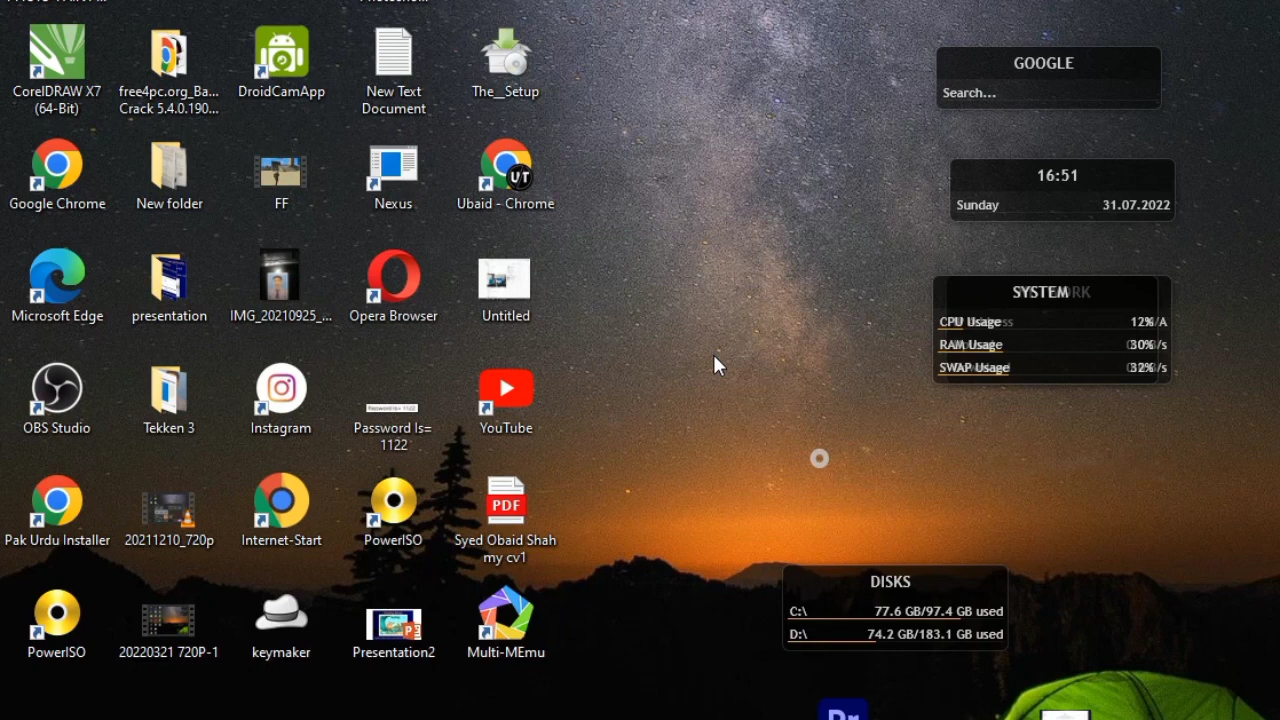 CorelDRAW X7
(64-Bit)
free4pc.org_Ba...
Crack 5.4.0.190...
DroidCamApp
New Text
Document
The__Setup
Google Chrome
New folder
FF
Nexus
UT
Ubaid - Chrome
Microsoft Edge
presentation
IMG_20210925_...
Opera Browser
Untitled
OBS Studio
Tekken 3
Instagram
Password Is=
1122
YouTube
Pak Urdu Installer
20211210_720p
Internet-Start
PowerISO
PDF
Syed Obaid Shah
my cv1
PowerISO
20220321 720P-1
keymaker
Presentation2
Multi-MEmu
GOOGLE
Search...
16:51
Sunday 31.07.2022
SYSTEM
CPU Usage 12%
RAM Usage 30%
SWAP Usage 32%
DISKS
C:\ 77.6 GB/97.4 GB used
D:\ 74.2 GB/183.1 GB used